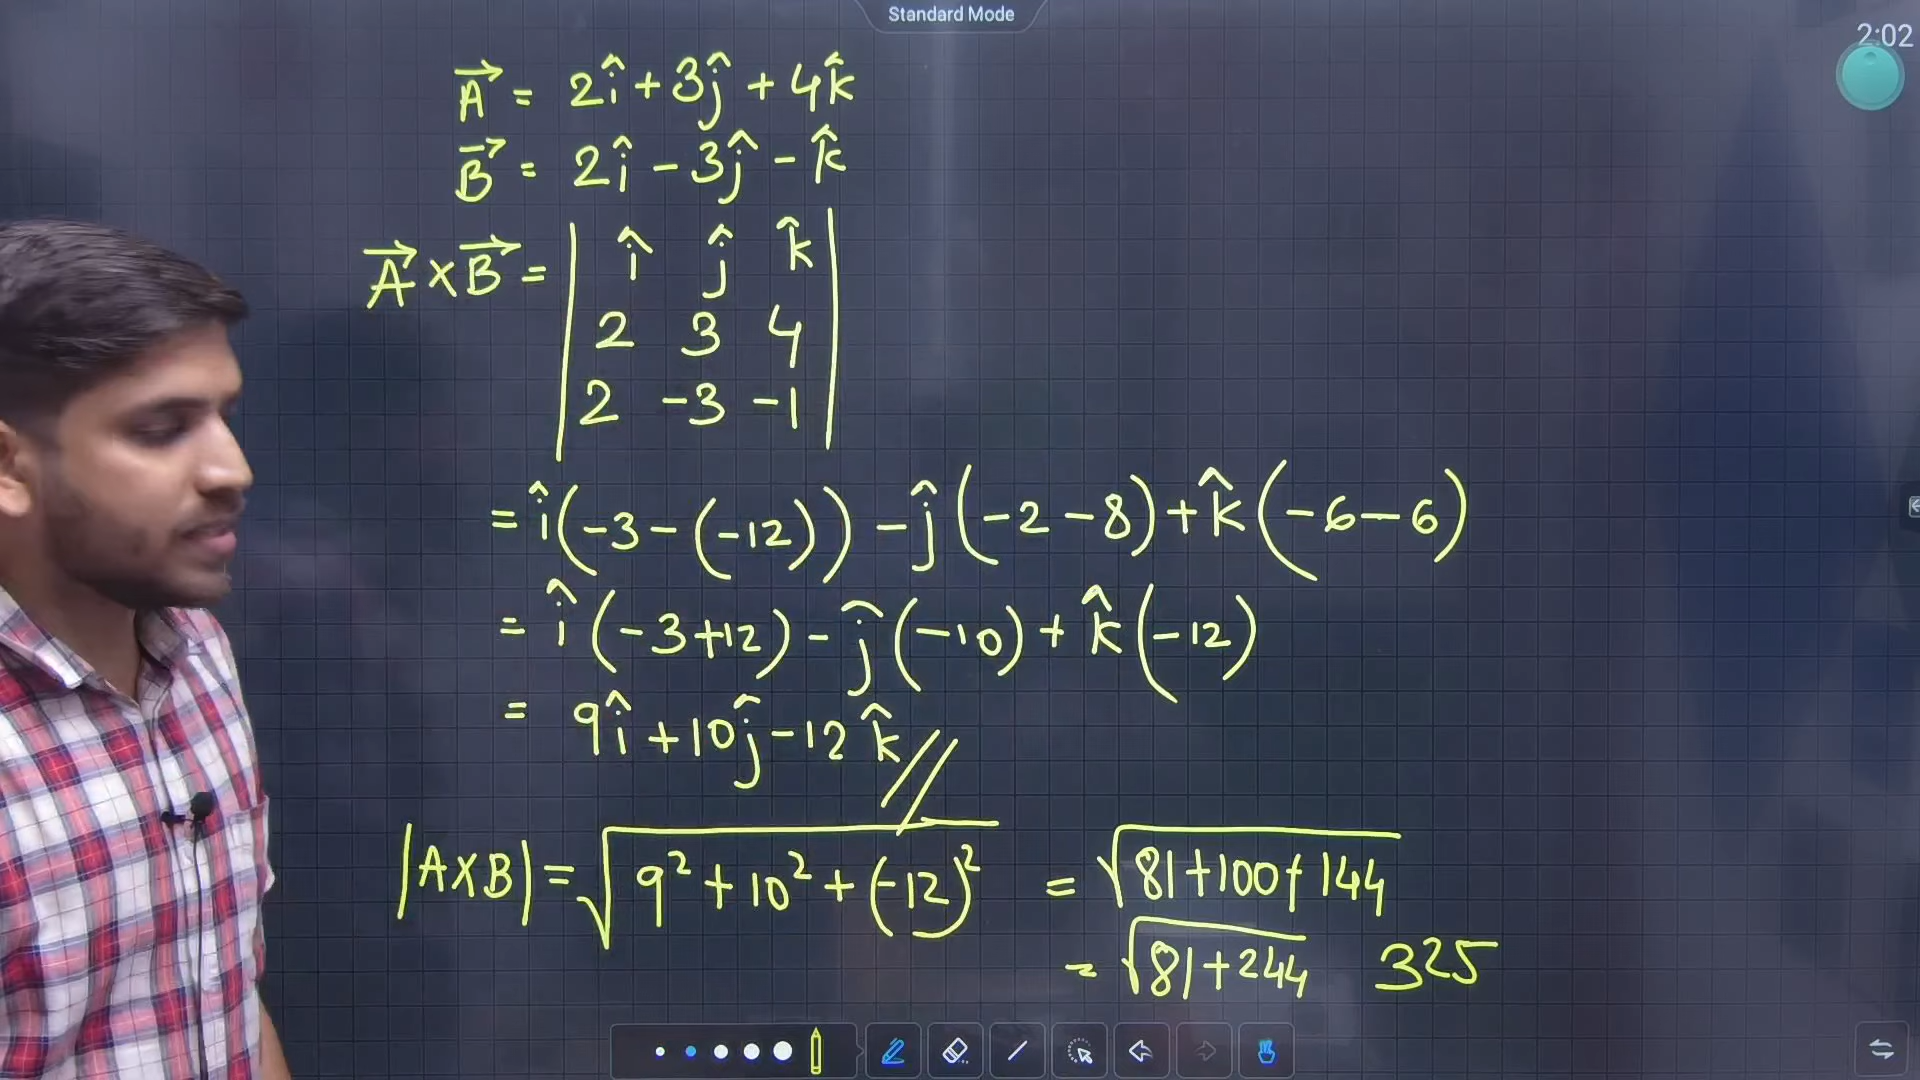 Standard Mode
2:02
A⃗ = 2î + 3ĵ + 4k̂
B⃗ = 2î - 3ĵ - k̂
A⃗ × B⃗ = | î ĵ k̂ |
| 2 3 4 |
| 2 -3 -1 |
= î(-3-(-12)) - ĵ(-2-8) + k̂(-6-6)
= î(-3+12) - ĵ(-10) + k̂(-12)
= 9î + 10ĵ - 12k̂ //
|A×B| = √(9² + 10² + (-12)²) = √(81+100+144)
= √(81+244) 325